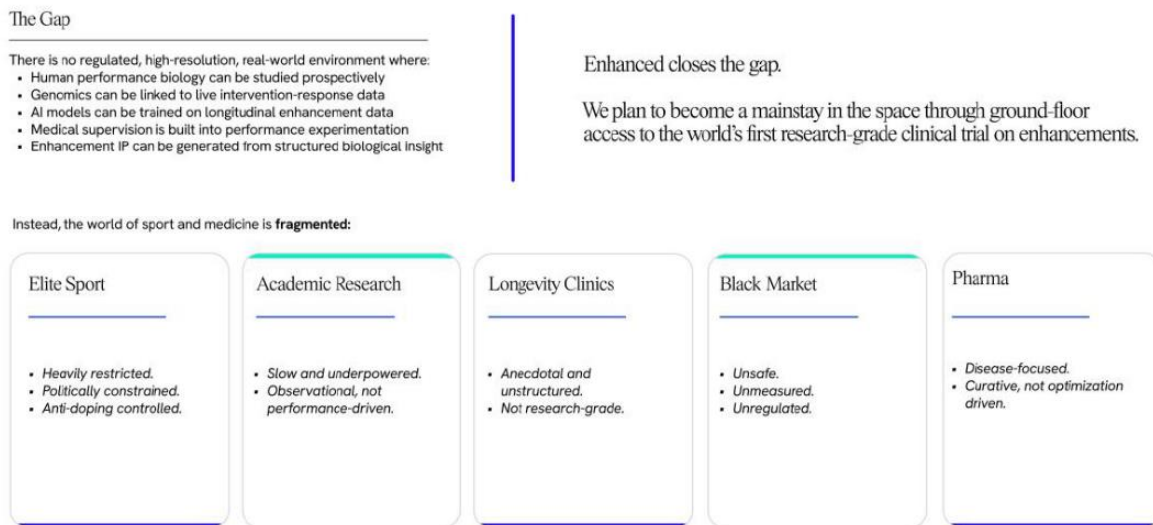 The Gap
There is no regulated, high-resolution, real-world environment where:
• Human performance biology can be studied prospectively
• Genomics can be linked to live intervention-response data
• AI models can be trained on longitudinal enhancement data
• Medical supervision is built into performance experimentation
• Enhancement IP can be generated from structured biological insight
Enhanced closes the gap.
We plan to become a mainstay in the space through ground-floor
access to the world's first research-grade clinical trial on enhancements.
Instead, the world of sport and medicine is fragmented:
Elite Sport
• Heavily restricted.
• Politically constrained.
• Anti-doping controlled.
Academic Research
• Slow and underpowered.
• Observational, not
performance-driven.
Longevity Clinics
• Anecdotal and
unstructured.
• Not research-grade.
Black Market
• Unsafe.
• Unmeasured.
• Unregulated.
Pharma
• Disease-focused.
• Curative, not optimization
driven.